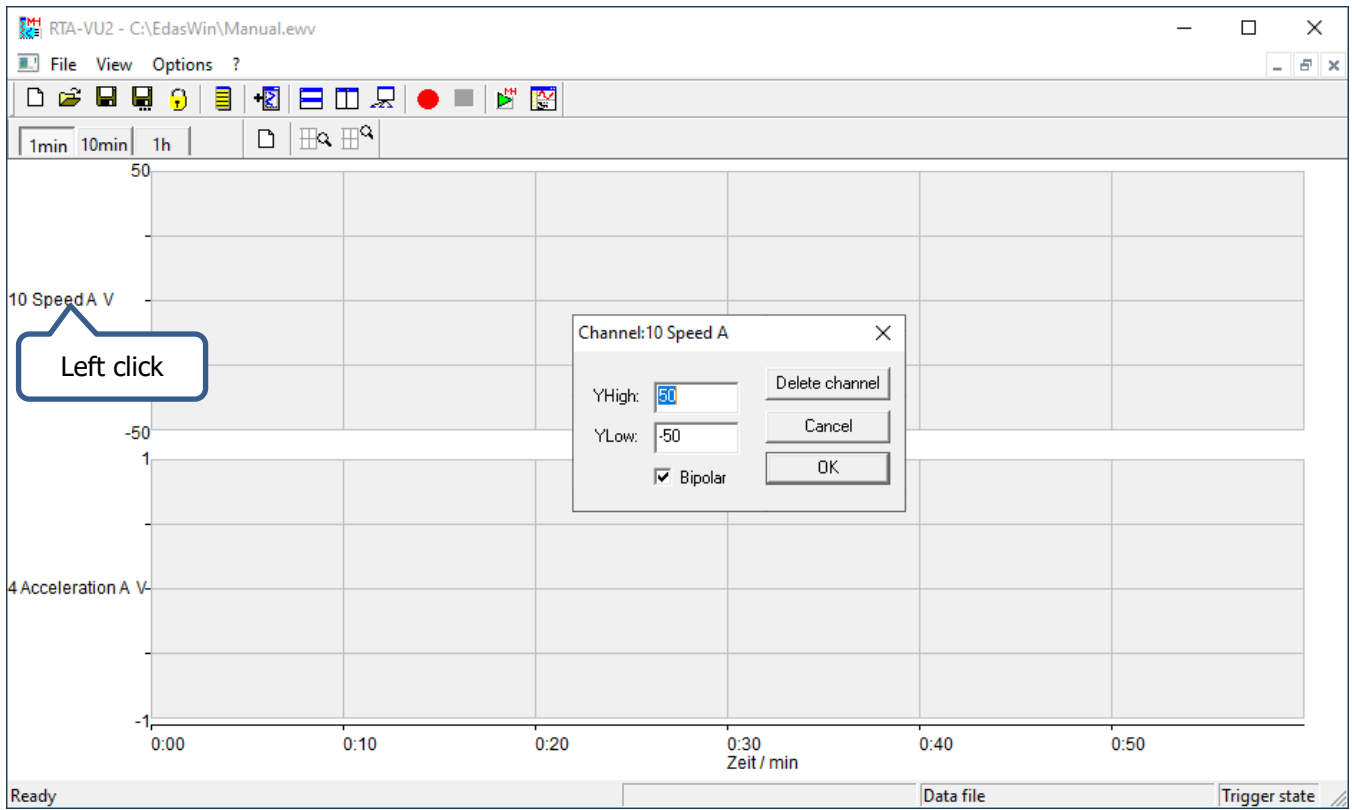 RTA-VU2 - C:\EdasWin\Manual.ewv
File View Options ?
1min 10min 1h
50
10 Speed A V
Left click
-50
Channel:10 Speed A
YHigh: 50 Delete channel
YLow: -50 Cancel
Bipolar OK
1
4 Acceleration A V
-1
0:00 0:10 0:20 0:30 0:40 0:50
Zeit / min
Ready Data file Trigger state